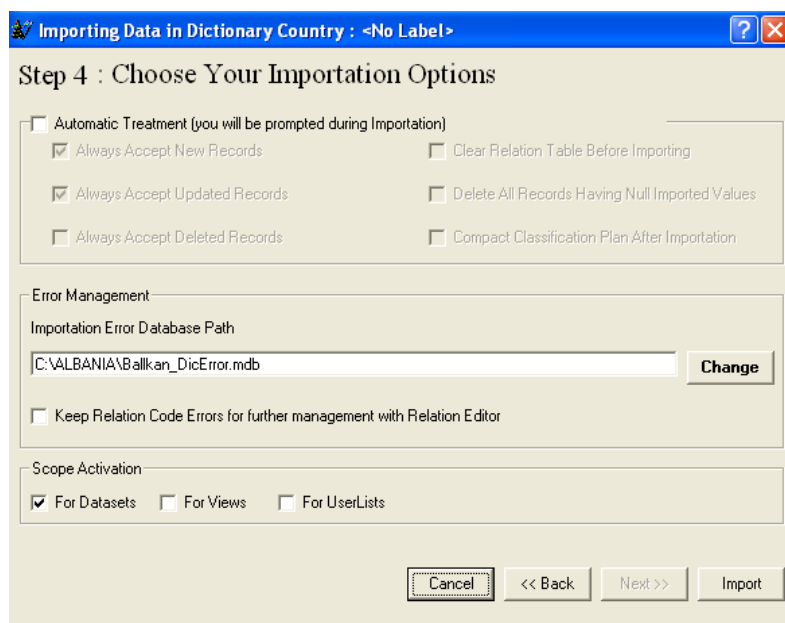 Importing Data in Dictionary Country : <No Label>
Step 4 : Choose Your Importation Options
Automatic Treatment (you will be prompted during Importation)
Always Accept New Records
Clear Relation Table Before Importing
Always Accept Updated Records
Delete All Records Having Null Imported Values
Always Accept Deleted Records
Compact Classification Plan After Importation
Error Management
Importation Error Database Path
C:\ALBANIA\Ballkan_DicError.mdb
Change
Keep Relation Code Errors for further management with Relation Editor
Scope Activation
For Datasets For Views For UserLists
Cancel << Back Next >> Import